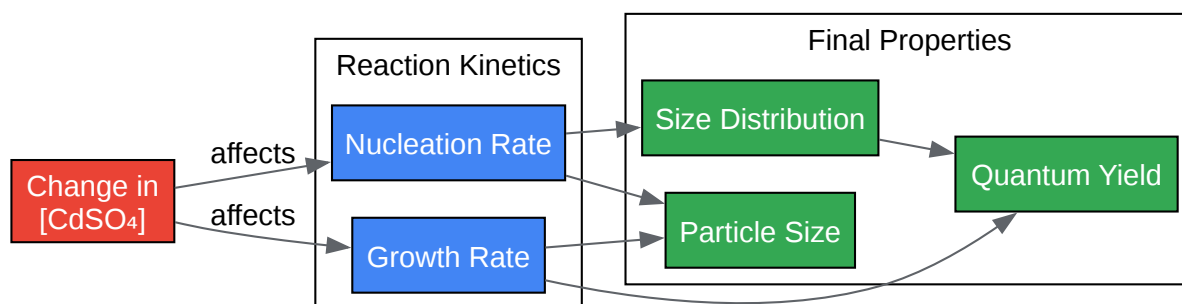 Final Properties
Reaction Kinetics
Size Distribution
Nucleation Rate
affects
Quantum Yield
Change in
[CdSO₄]
affects
Particle Size
Growth Rate